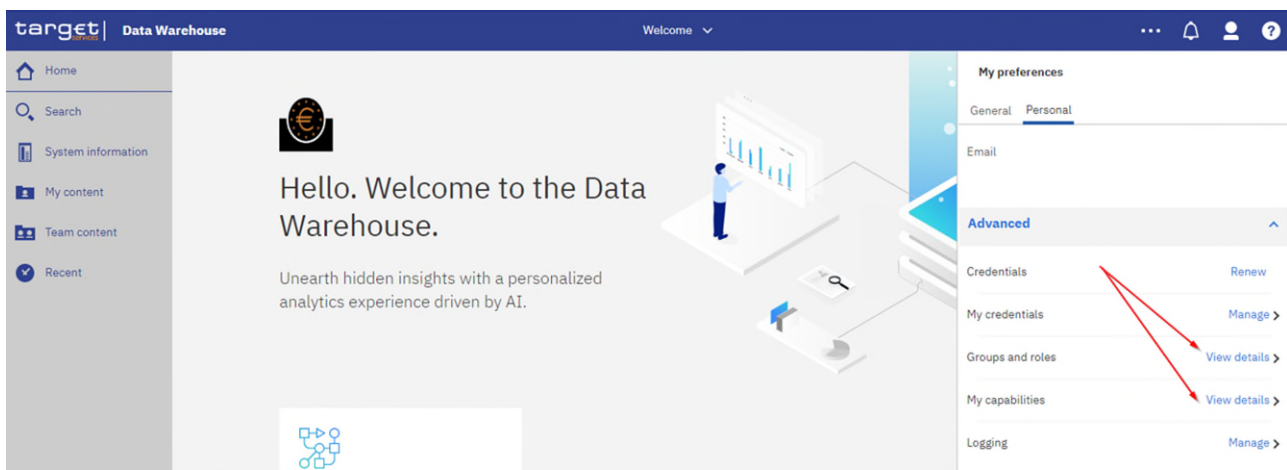 target| Data Warehouse
services
Welcome
Home
Search
System information
My content
Team content
Recent
Hello. Welcome to the Data
Warehouse.
Unearth hidden insights with a personalized
analytics experience driven by AI.
My preferences
General Personal
Email
Advanced
Credentials Renew
My credentials Manage >
Groups and roles View details >
My capabilities View details >
Logging Manage >